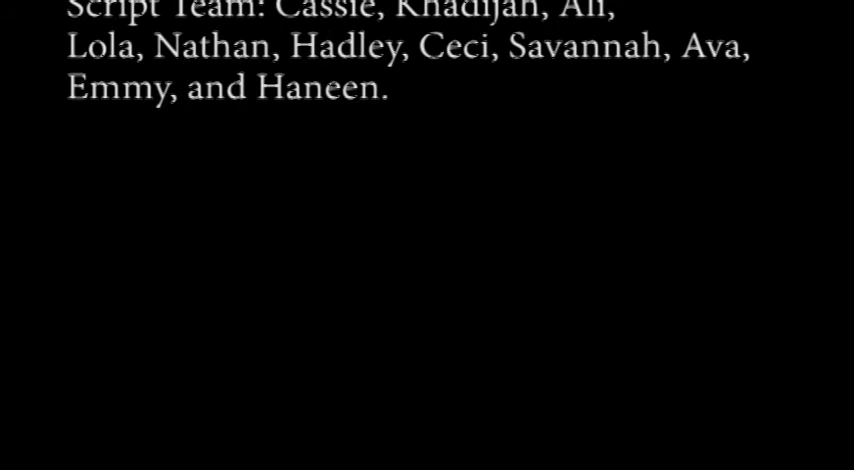 Script Team: Cassie, Khadijah, Ali,
Lola, Nathan, Hadley, Ceci, Savannah, Ava,
Emmy, and Haneen.